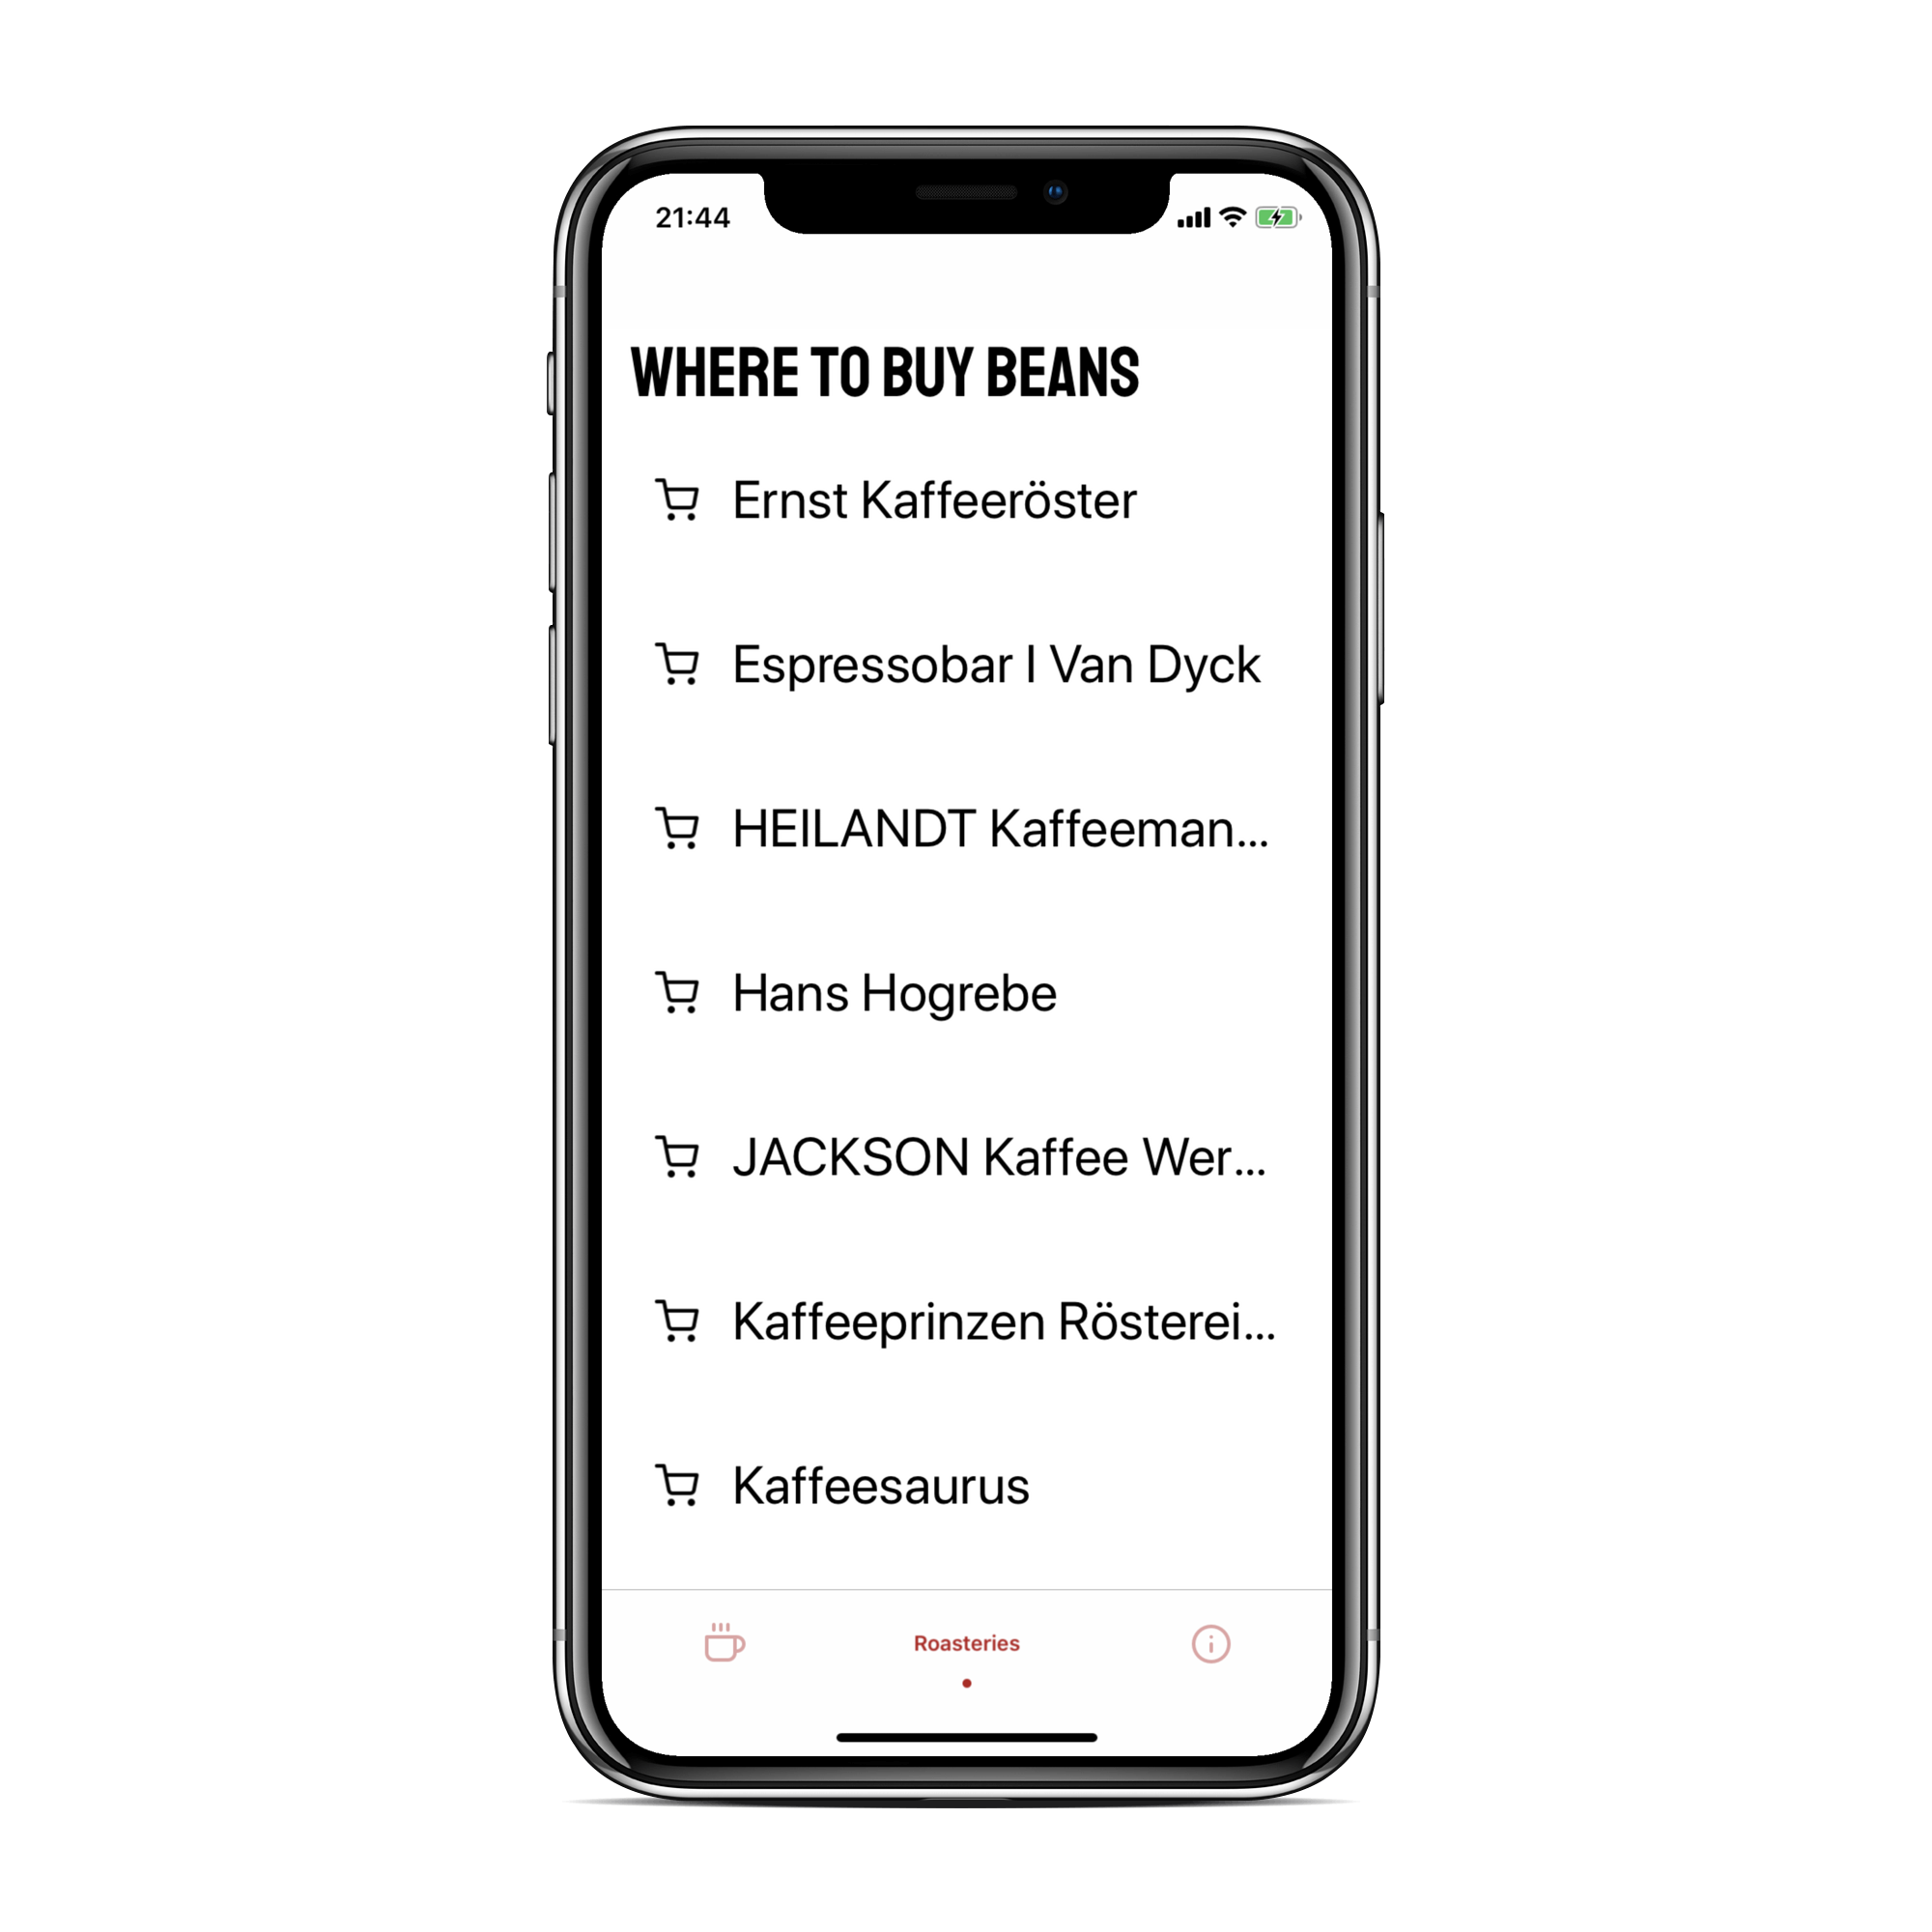 21:44
WHERE TO BUY BEANS
Ernst Kaffeeröster
Espressobar I Van Dyck
HEILANDT Kaffeeman...
Hans Hogrebe
JACKSON Kaffee Wer...
Kaffeeprinzen Rösterei...
Kaffeesaurus
Roasteries